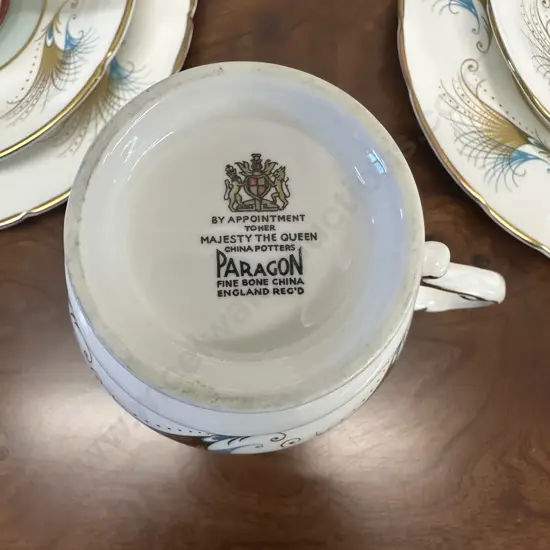 BY APPOINTMENT
TO HER
MAJESTY THE QUEEN
CHINA POTTERS
PARAGON
FINE BONE CHINA
ENGLAND REG'D